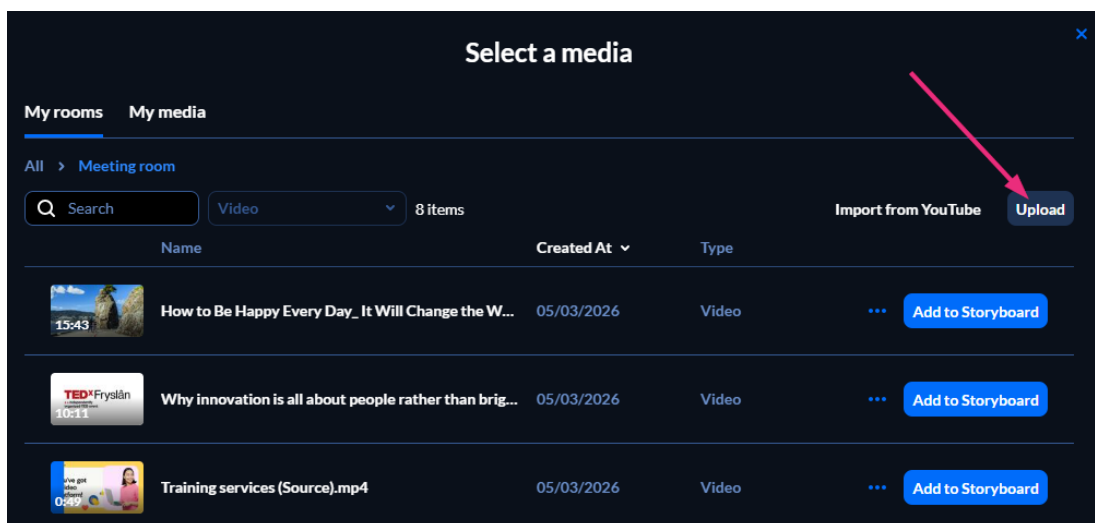 Select a media
×
My rooms My media
All > Meeting room
Search Video 8 items Import from YouTube Upload
Name Created At Type
15:43 How to Be Happy Every Day_ It Will Change the W... 05/03/2026 Video ... Add to Storyboard
TEDxFryslân
10:11 Why innovation is all about people rather than brig... 05/03/2026 Video ... Add to Storyboard
0:49 Training services (Source).mp4 05/03/2026 Video ... Add to Storyboard